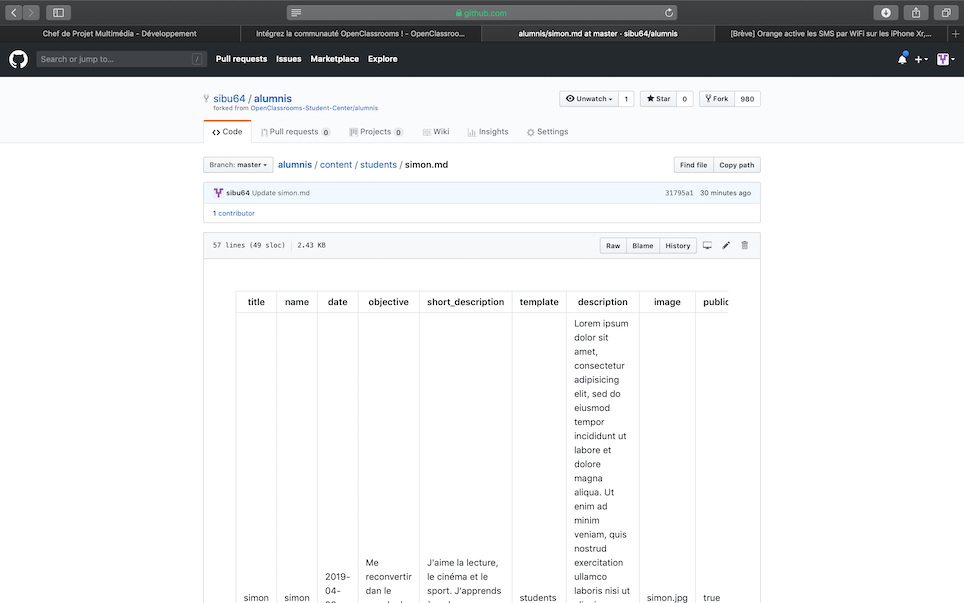 github.com
Chef de Projet Multimédia - Développement
Intégrez la communauté OpenClassrooms ! - OpenClassroo...
alumnis/simon.md at master · sibu64/alumnis
[Brève] Orange active les SMS par WiFi sur les iPhone Xr,...
Search or jump to...
/
Pull requests
Issues
Marketplace
Explore
sibu64 / alumnis
forked from OpenClassrooms-Student-Center/alumnis
Unwatch
1
Star
0
Fork
980
Code
Pull requests 0
Projects 0
Wiki
Insights
Settings
Branch: master
alumnis / content / students / simon.md
Find file
Copy path
sibu64 Update simon.md
31795a1 30 minutes ago
1 contributor
57 lines (49 sloc)
2.43 KB
Raw
Blame
History
title
name
date
objective
short_description
template
description
image
public
simon
simon
2019-
04-
Me
reconvertir
dan le
J'aime la lecture,
le cinéma et le
sport. J'apprends
students
Lorem ipsum
dolor sit
amet,
consectetur
adipisicing
elit, sed do
eiusmod
tempor
incididunt ut
labore et
dolore
magna
aliqua. Ut
enim ad
minim
veniam, quis
nostrud
exercitation
ullamco
laboris nisi ut
simon.jpg
true